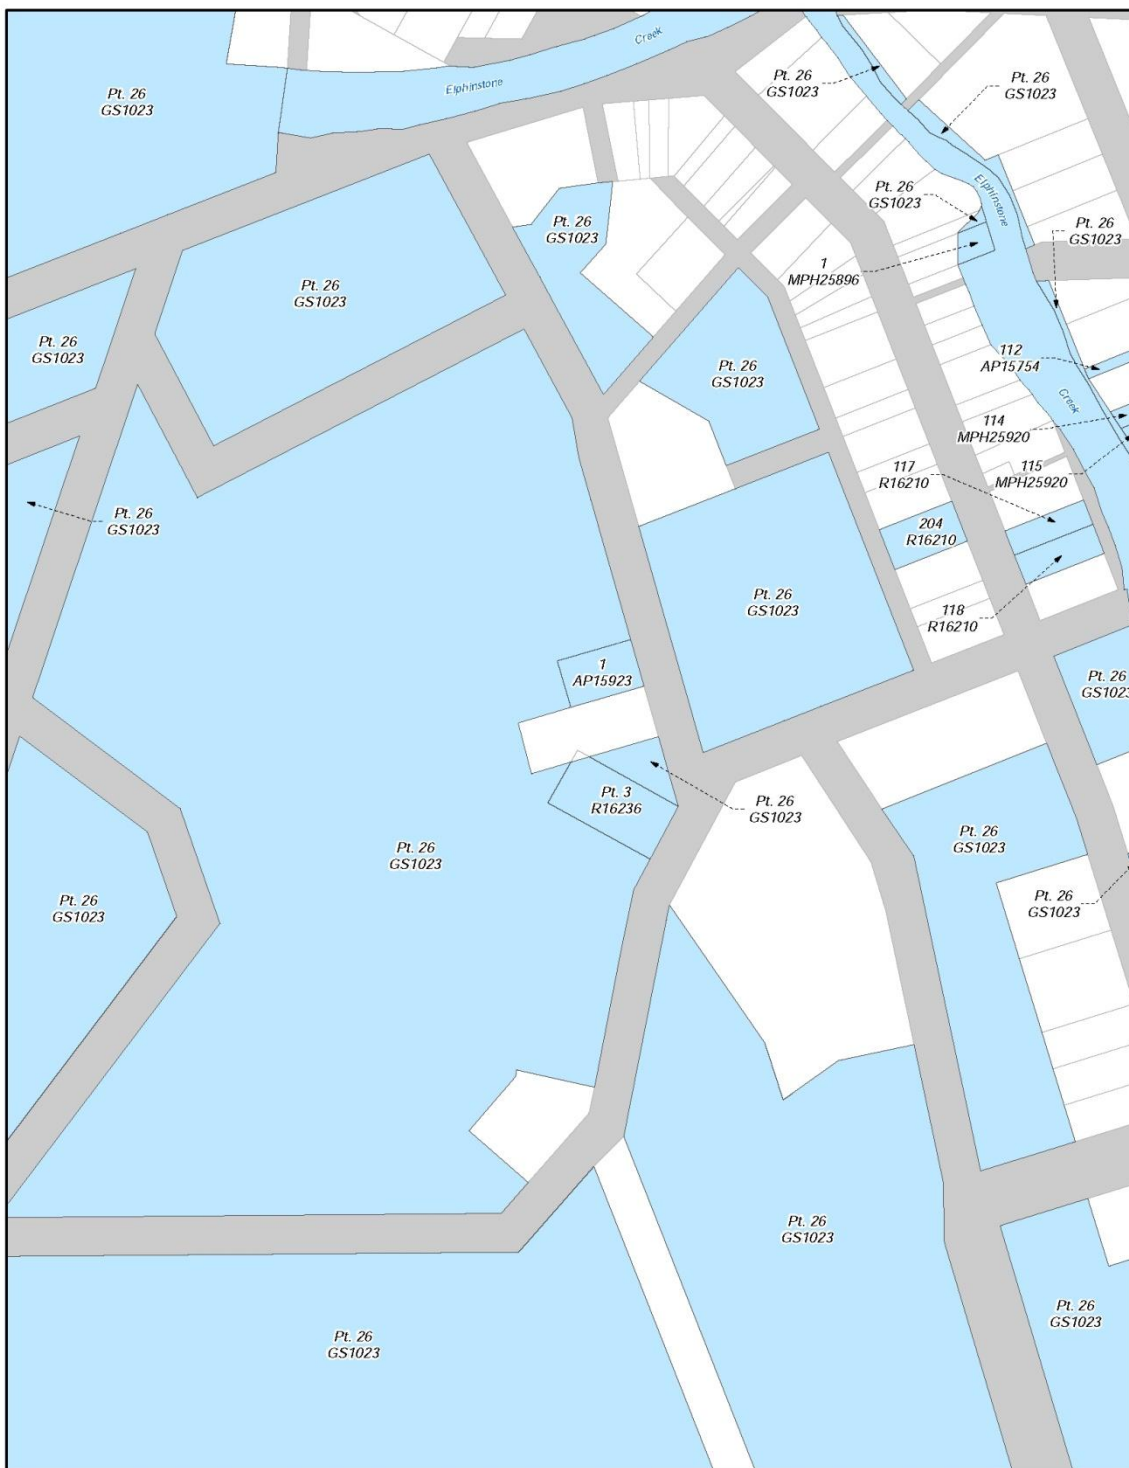 Creek
Elphinstone
Pt. 26
GS1023
Pt. 26
GS1023
Pt. 26
GS1023
Pt. 26
GS1023
Elphinstone
Pt. 26
GS1023
Pt. 26
GS1023
1
MPH25896
Pt. 26
GS1023
Pt. 26
GS1023
Pt. 26
GS1023
Pt. 26
GS1023
112
AP15754
Creek
114
MPH25920
115
MPH25920
117
R16210
Pt. 26
GS1023
204
R16210
Pt. 26
GS1023
118
R16210
1
AP15923
Pt. 26
GS1023
Pt. 3
R16236
Pt. 26
GS1023
Pt. 26
GS1023
Pt. 26
GS1023
Pt. 26
GS1023
Pt. 26
GS1023
Pt. 26
GS1023
Pt. 26
GS1023
Pt. 26
GS1023